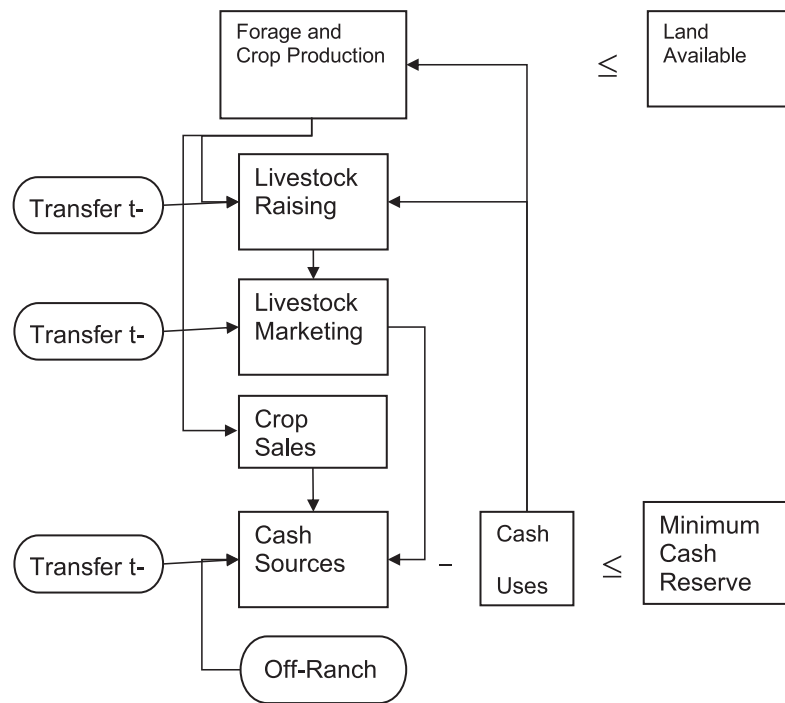 Forage and
Crop Production
≤
Land
Available
Transfer t-
Livestock
Raising
Transfer t-
Livestock
Marketing
Crop
Sales
Transfer t-
Cash
Sources
–
Cash
Uses
≤
Minimum
Cash
Reserve
Off-Ranch